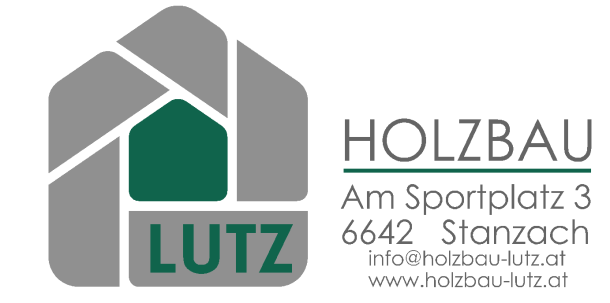 LUTZ
HOLZBAU
Am Sportplatz 3
6642 Stanzach
info@holzbau-lutz.at
www.holzbau-lutz.at